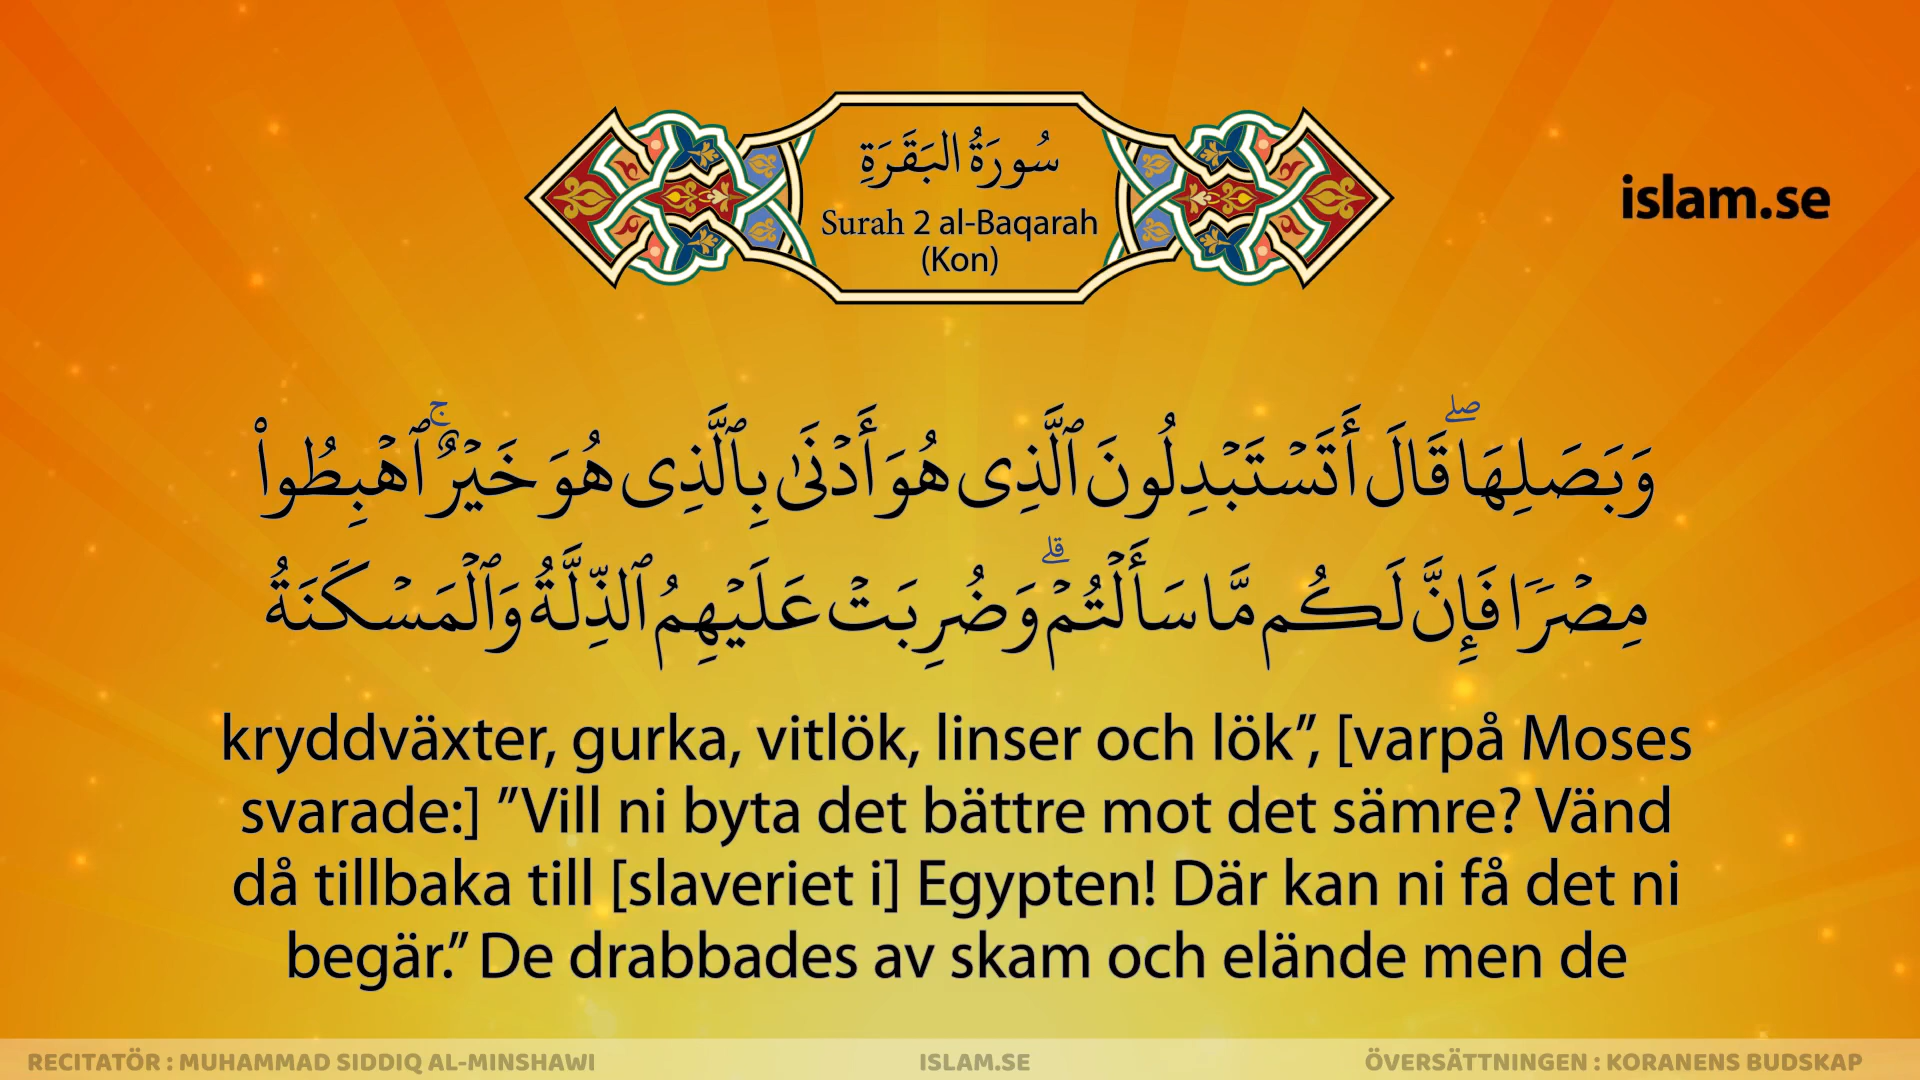 سُورَةُ البَقَرَةِ
Surah 2 al-Baqarah
(Kon)
islam.se
وَبَصَلِهَاۖ قَالَ أَتَسۡتَبۡدِلُونَ ٱلَّذِى هُوَ أَدۡنَىٰ بِٱلَّذِى هُوَ خَيۡرٌۚ ٱهۡبِطُواْ
مِصۡرٗا فَإِنَّ لَكُم مَّا سَأَلۡتُمۡۗ وَضُرِبَتۡ عَلَيۡهِمُ ٱلذِّلَّةُ وَٱلۡمَسۡكَنَةُ
kryddväxter, gurka, vitlök, linser och lök”, [varpå Moses
svarade:] ”Vill ni byta det bättre mot det sämre? Vänd
då tillbaka till [slaveriet i] Egypten! Där kan ni få det ni
begär.” De drabbades av skam och elände men de
RECITATÖR : MUHAMMAD SIDDIQ AL-MINSHAWI
ISLAM.SE
ÖVERSÄTTNINGEN : KORANENS BUDSKAP